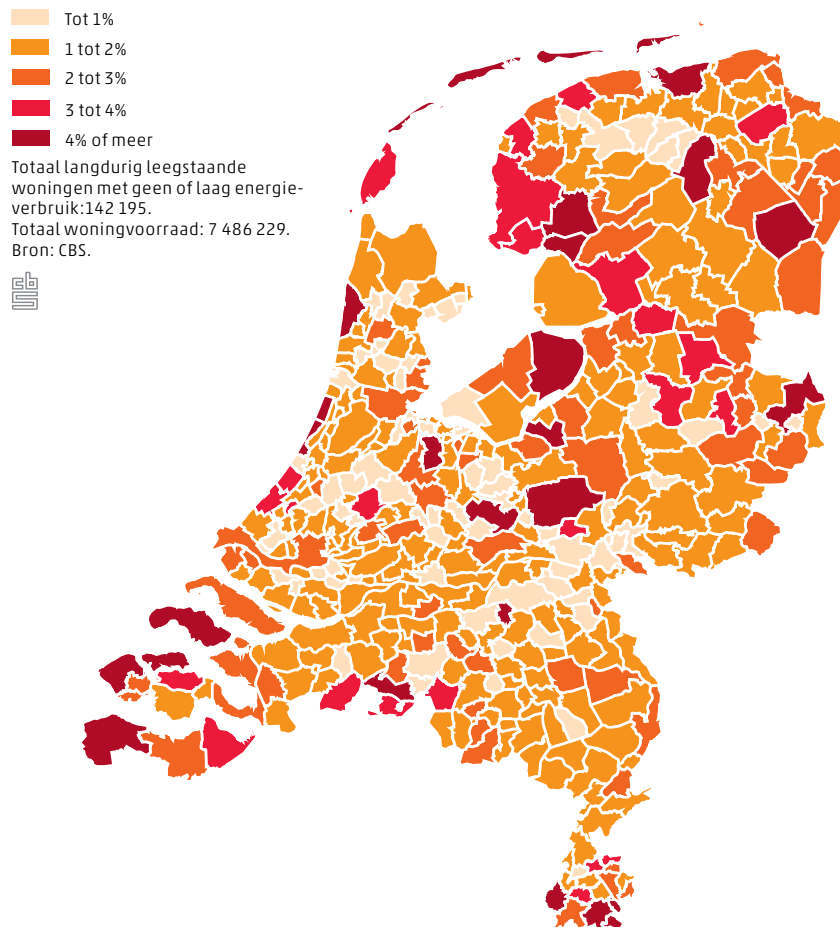 Tot 1%
1 tot 2%
2 tot 3%
3 tot 4%
4% of meer
Totaal langdurig leegstaande
woningen met geen of laag energie-
verbruik:142 195.
Totaal woningvoorraad: 7 486 229.
Bron: CBS.
cbs